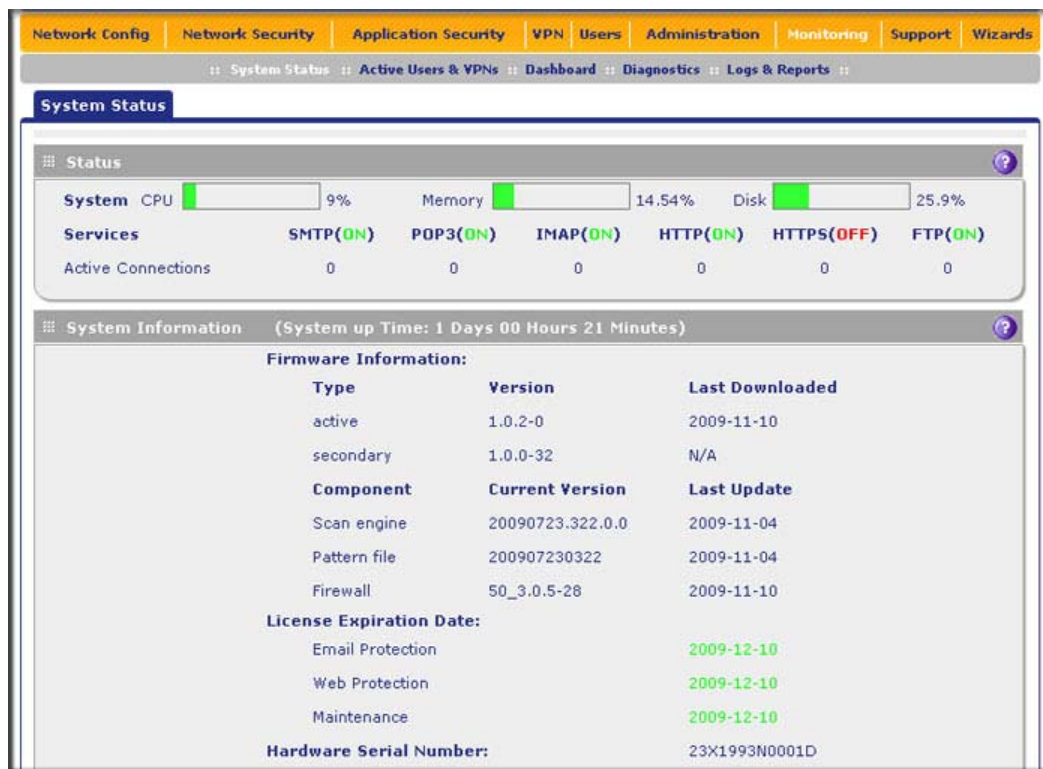 Network Config Network Security Application Security VPN Users Administration Monitoring Support Wizards
:: System Status :: Active Users & VPNs :: Dashboard :: Diagnostics :: Logs & Reports ::
System Status
Status ?
System CPU 9% Memory 14.54% Disk 25.9%
Services SMTP(ON) POP3(ON) IMAP(ON) HTTP(ON) HTTPS(OFF) FTP(ON)
Active Connections 0 0 0 0 0 0
System Information (System up Time: 1 Days 00 Hours 21 Minutes) ?
Firmware Information:
Type Version Last Downloaded
active 1.0.2-0 2009-11-10
secondary 1.0.0-32 N/A
Component Current Version Last Update
Scan engine 20090723.322.0.0 2009-11-04
Pattern file 200907230322 2009-11-04
Firewall 50_3.0.5-28 2009-11-10
License Expiration Date:
Email Protection 2009-12-10
Web Protection 2009-12-10
Maintenance 2009-12-10
Hardware Serial Number: 23X1993N0001D